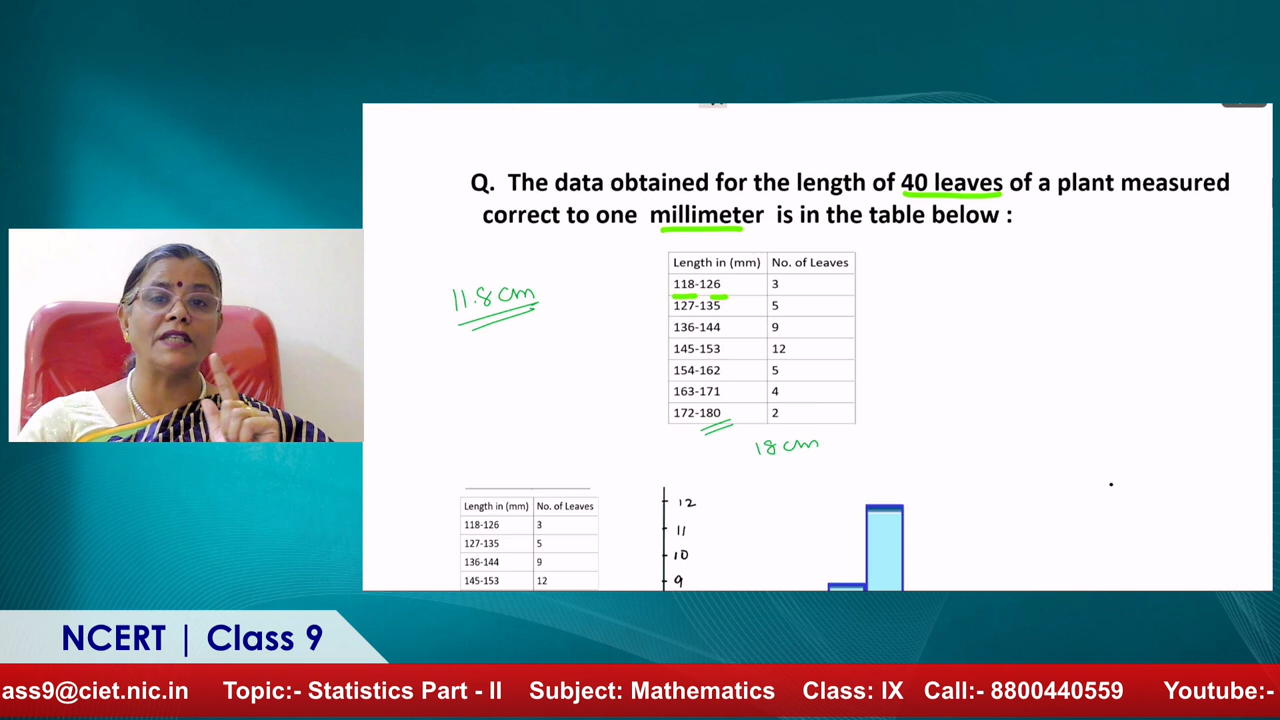 Q. The data obtained for the length of 40 leaves of a plant measured
correct to one millimeter is in the table below :
Length in (mm) No. of Leaves
118-126 3
127-135 5
136-144 9
145-153 12
154-162 5
163-171 4
172-180 2
11.8 cm
18 cm
Length in (mm) No. of Leaves
118-126 3
127-135 5
136-144 9
145-153 12
12
11
10
9
NCERT | Class 9
ass9@ciet.nic.in Topic:- Statistics Part - II Subject: Mathematics Class: IX Call:- 8800440559 Youtube:-